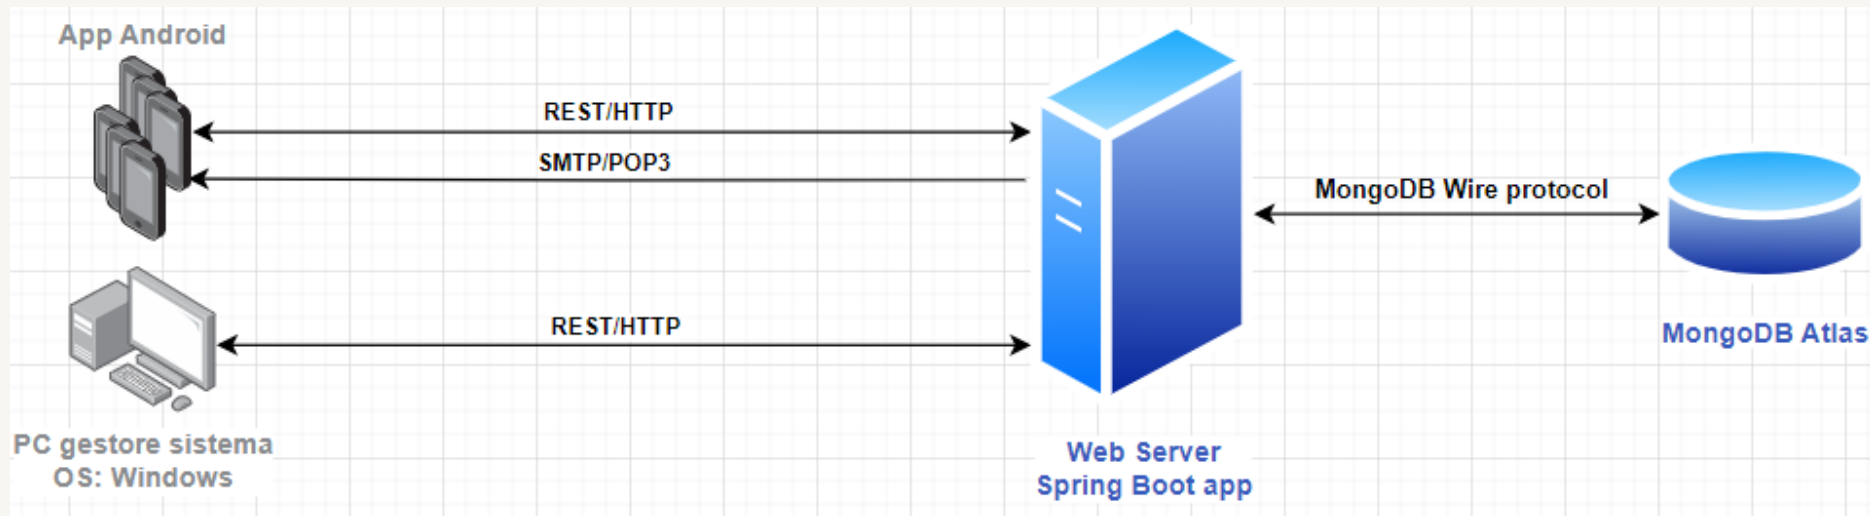 App Android
REST/HTTP
SMTP/POP3
MongoDB Wire protocol
REST/HTTP
MongoDB Atlas
PC gestore sistema
OS: Windows
Web Server
Spring Boot app